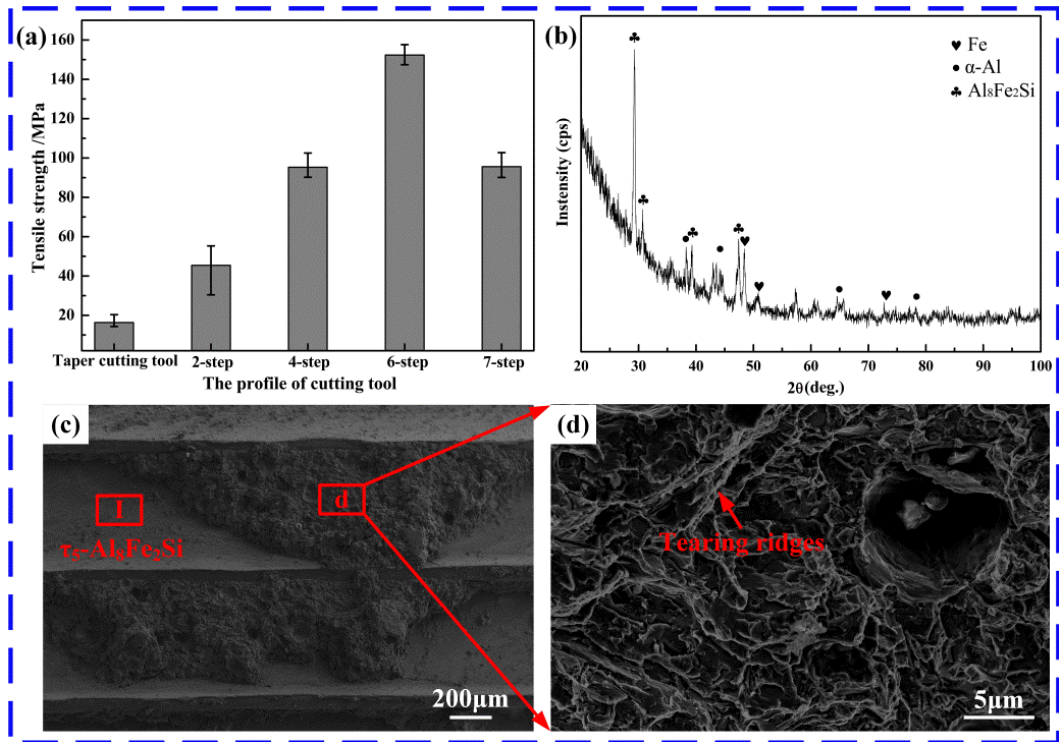 (a)
160
140
120
100
80
60
40
20
Tensile strength /MPa
Taper cutting tool 2-step 4-step 6-step 7-step
The profile of cutting tool
(b)
♥ Fe
● α-Al
♣ Al₈Fe₂Si
Instensity (cps)
20 30 40 50 60 70 80 90 100
2θ(deg.)
(c)
d
I
τ₅-Al₈Fe₂Si
200μm
(d)
Tearing ridges
5μm